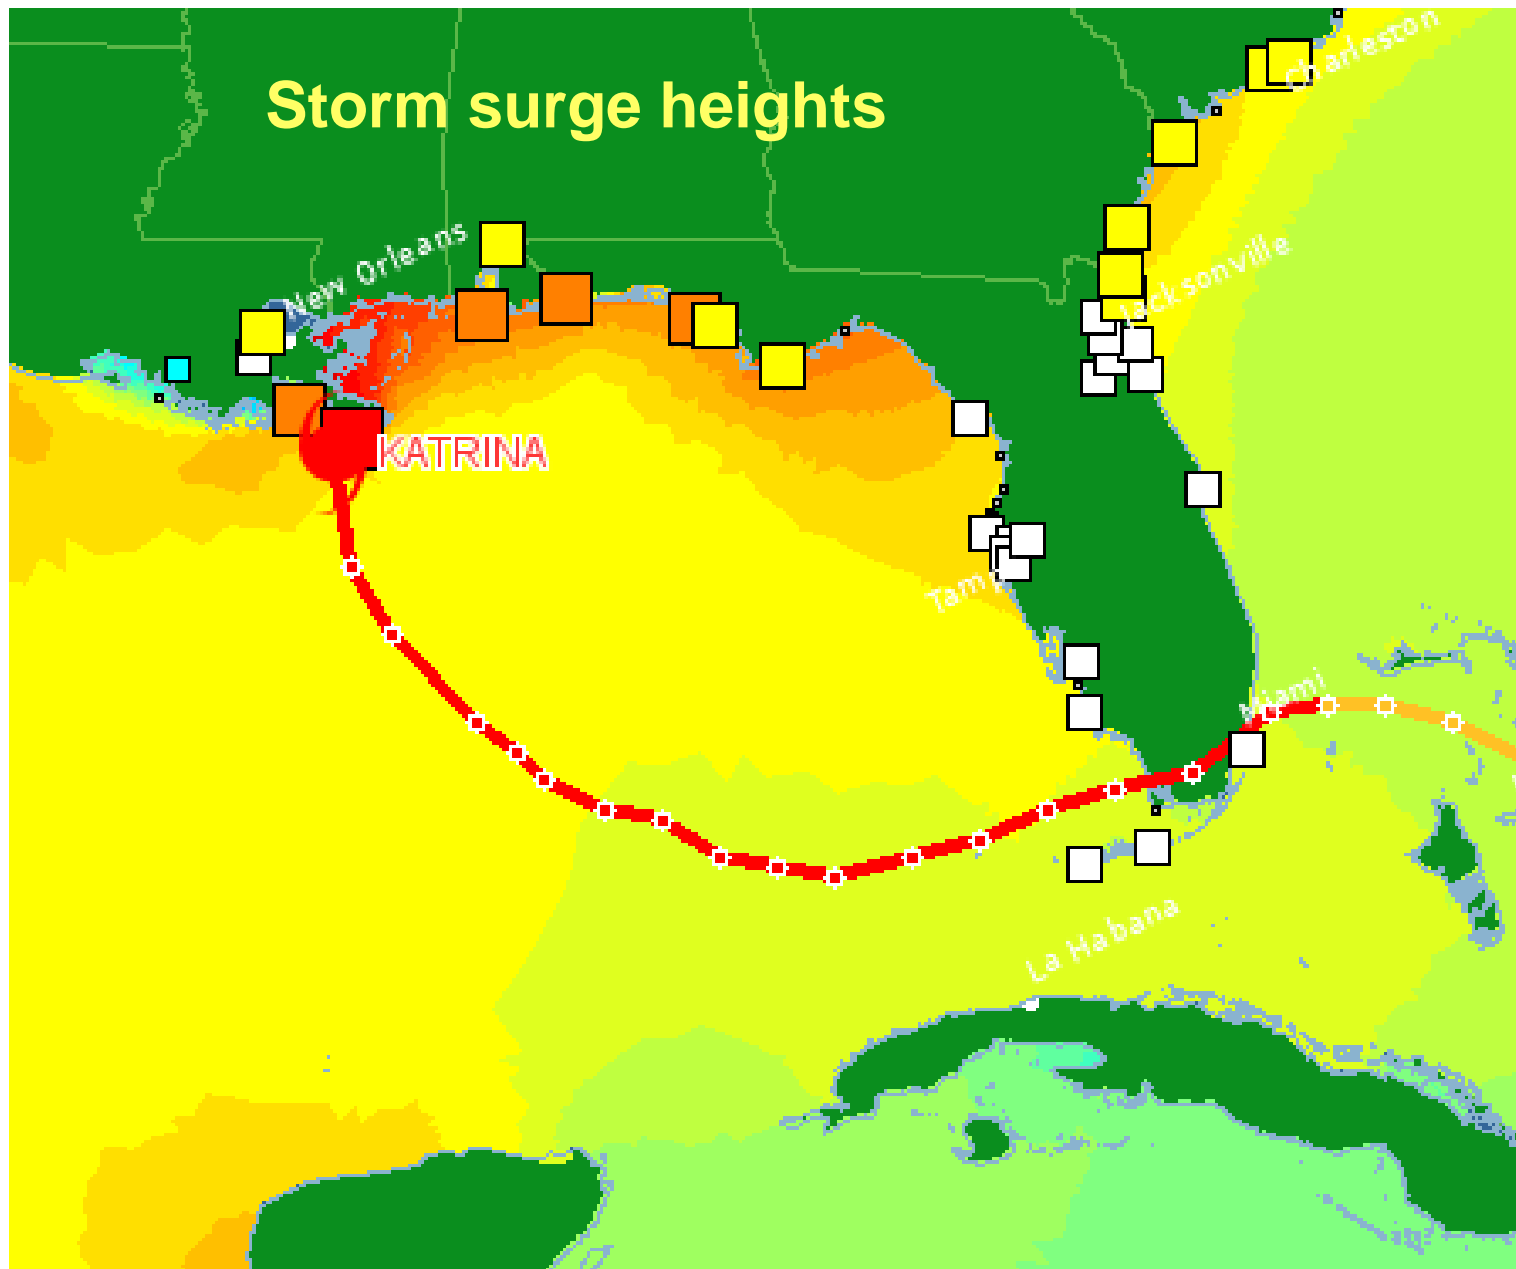 Storm surge heights
Charleston
New Orleans
Jacksonville
KATRINA
Miami
La Habana